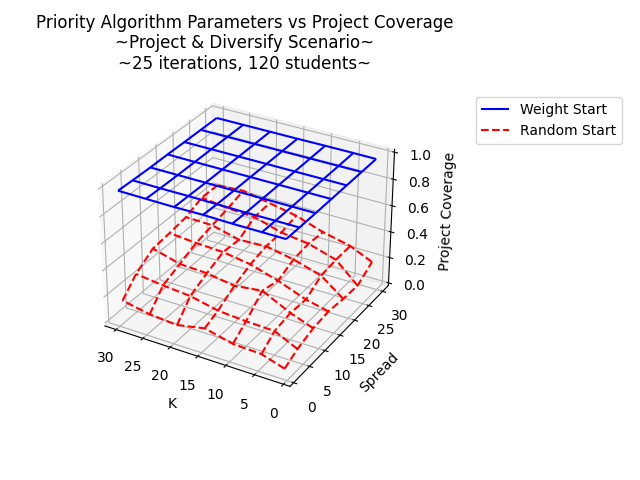 Priority Algorithm Parameters vs Project Coverage
~Project & Diversify Scenario~
~25 iterations, 120 students~
Weight Start
Random Start
1.0
0.8
0.6
0.4
0.2
0.0
Project Coverage
30
25
20
15
10
5
0
K
0
5
10
15
20
25
30
Spread